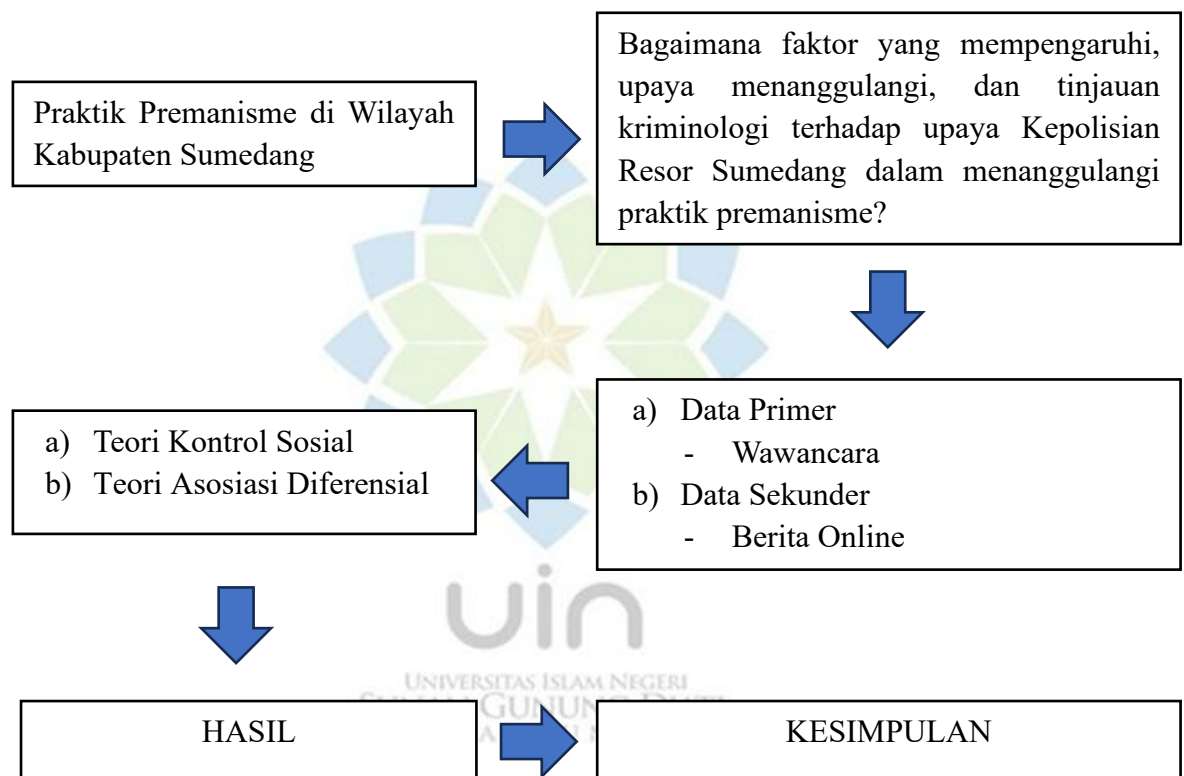 Praktik Premanisme di Wilayah
Kabupaten Sumedang
Bagaimana faktor yang mempengaruhi,
upaya menanggulangi, dan tinjauan
kriminologi terhadap upaya Kepolisian
Resor Sumedang dalam menanggulangi
praktik premanisme?
a) Data Primer
- Wawancara
b) Data Sekunder
- Berita Online
a) Teori Kontrol Sosial
b) Teori Asosiasi Diferensial
uin
UNIVERSITAS ISLAM NEGERI
GUNUN
HASIL
KESIMPULAN